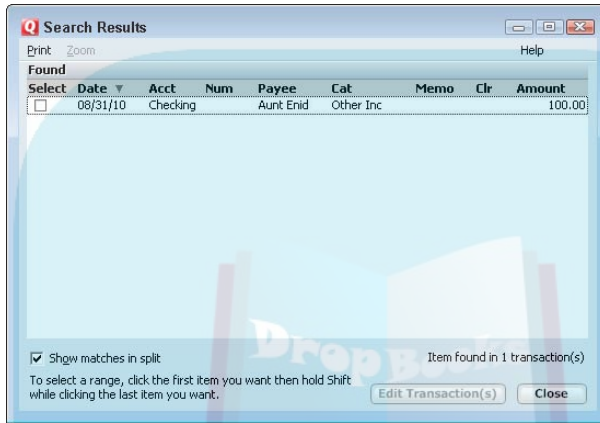 Q Search Results
Print Zoom Help
Found
Select Date Acct Num Payee Cat Memo Clr Amount
08/31/10 Checking Aunt Enid Other Inc 100.00
DropBooks
Show matches in split Item found in 1 transaction(s)
To select a range, click the first item you want then hold Shift
while clicking the last item you want.
Edit Transaction(s) Close